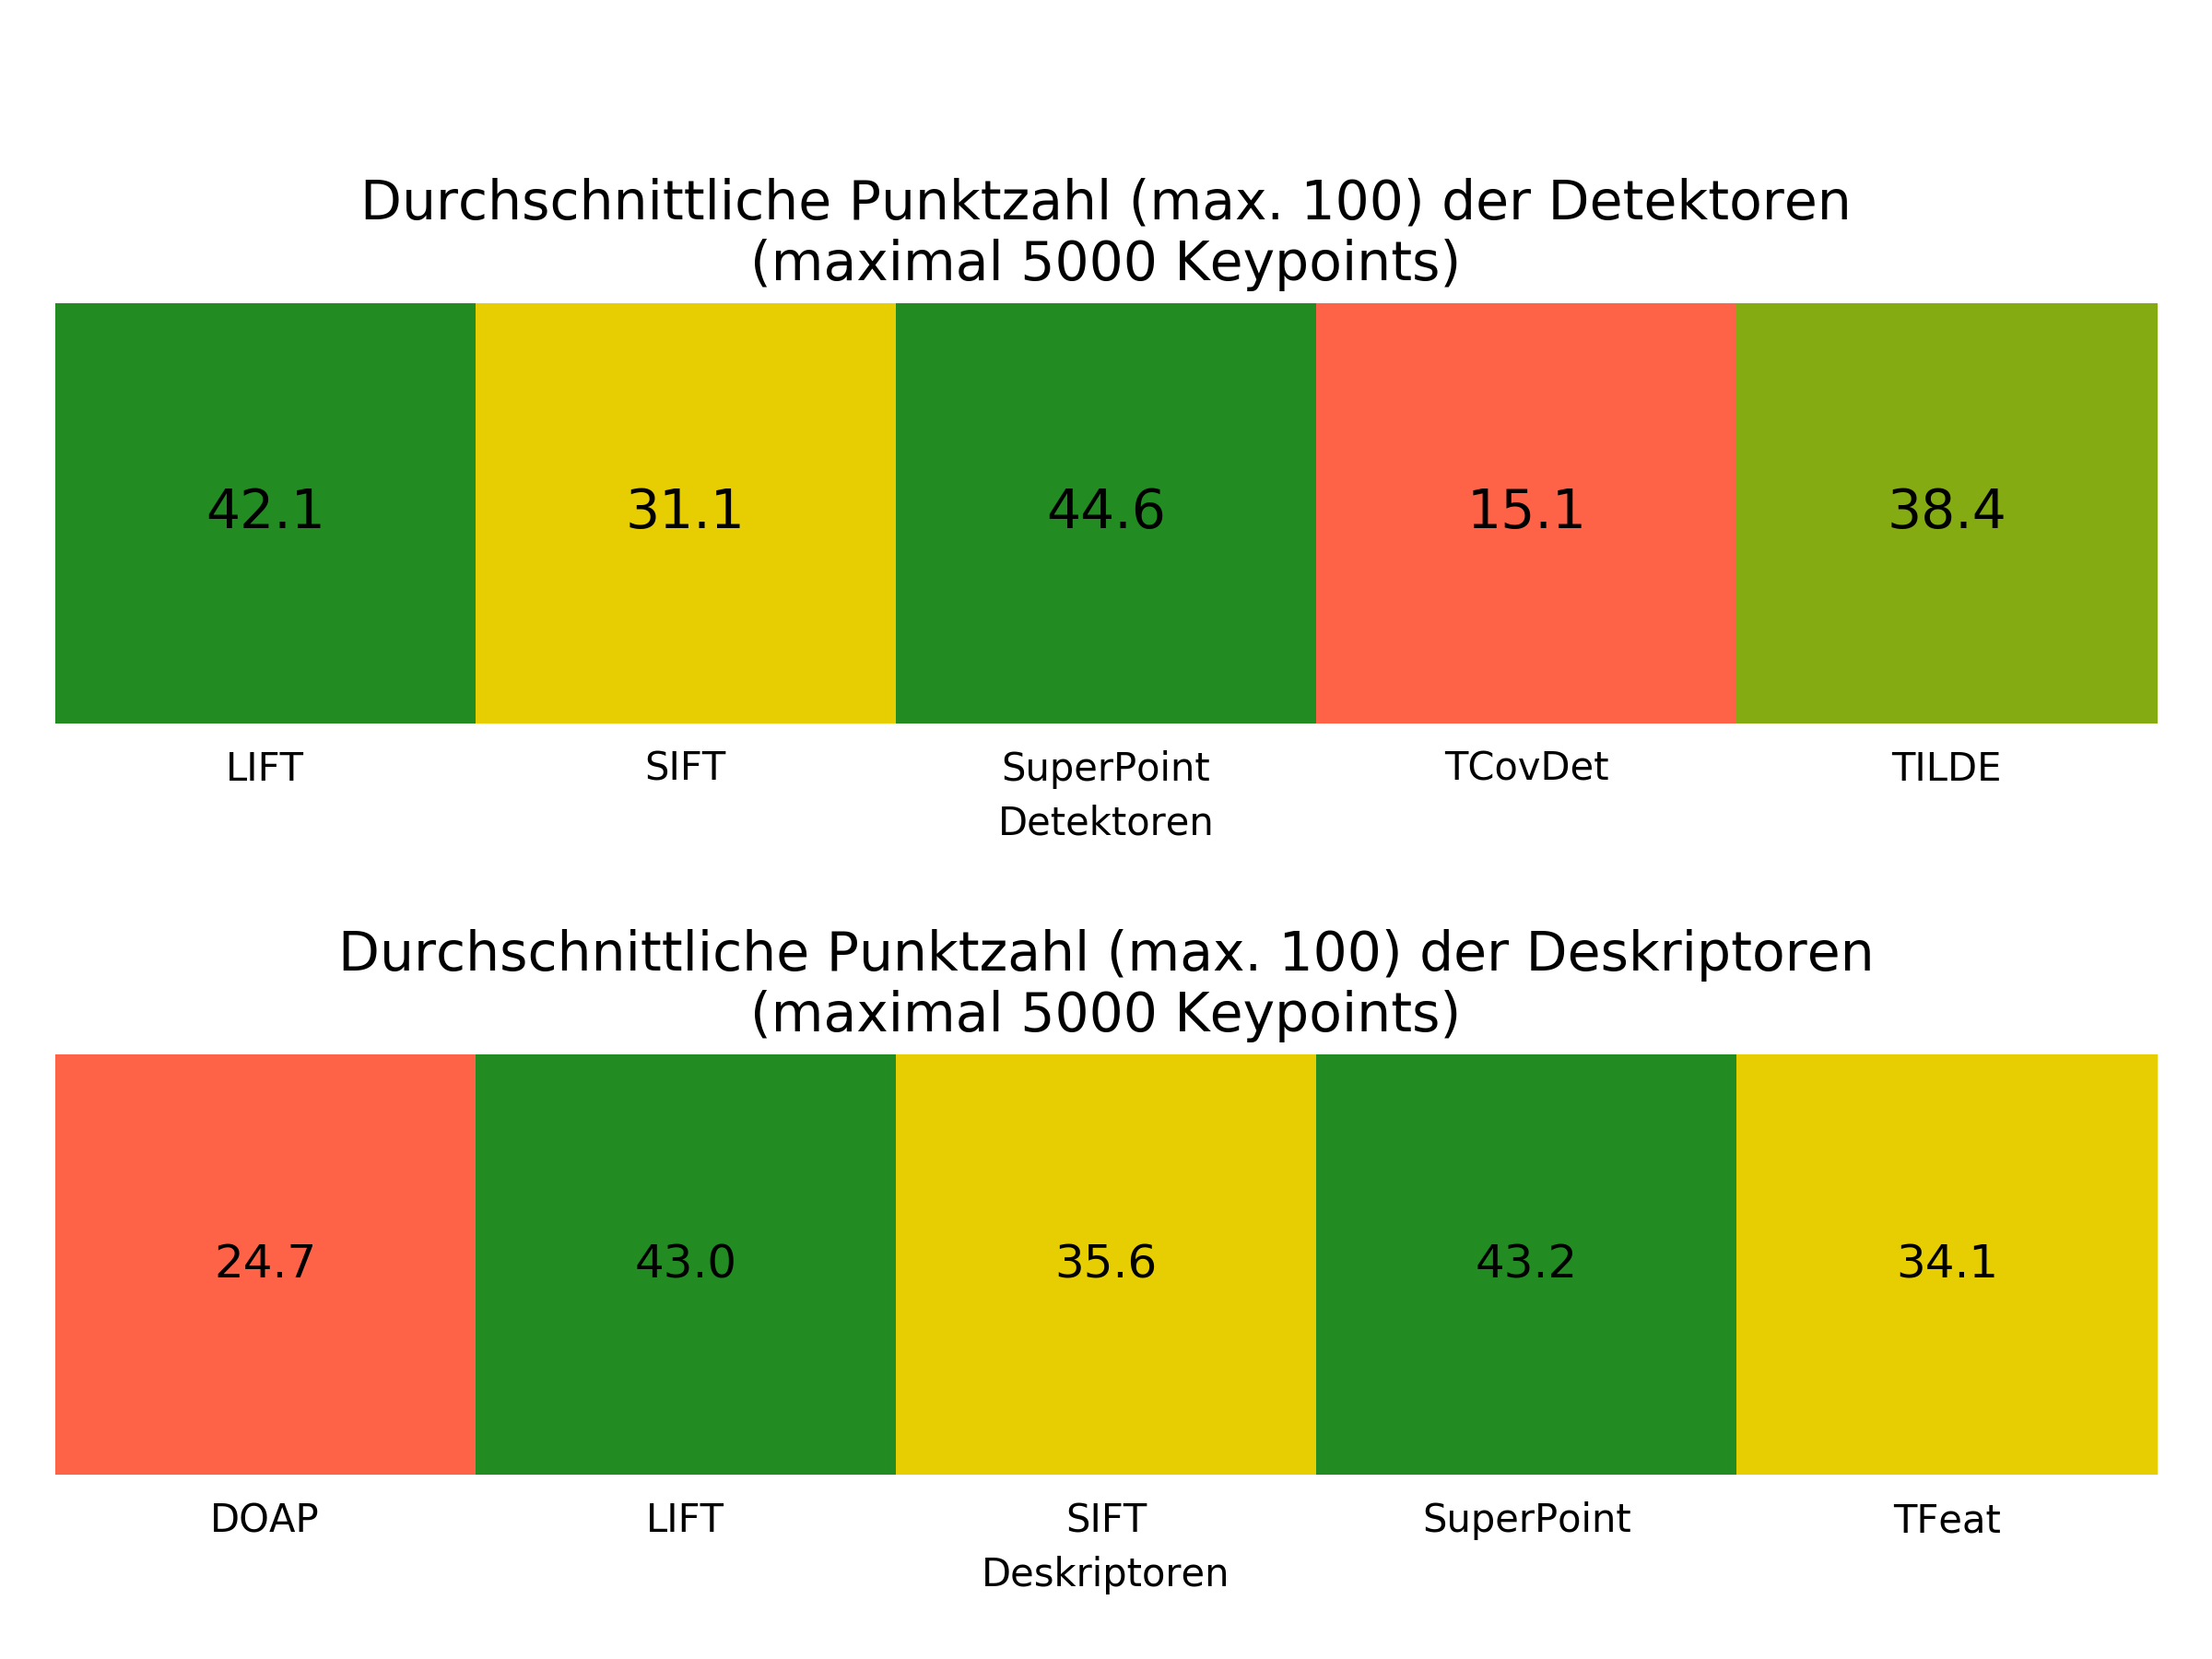 Durchschnittliche Punktzahl (max. 100) der Detektoren
(maximal 5000 Keypoints)
42.1 31.1 44.6 15.1 38.4
LIFT SIFT SuperPoint TCovDet TILDE
Detektoren
Durchschnittliche Punktzahl (max. 100) der Deskriptoren
(maximal 5000 Keypoints)
24.7 43.0 35.6 43.2 34.1
DOAP LIFT SIFT SuperPoint TFeat
Deskriptoren